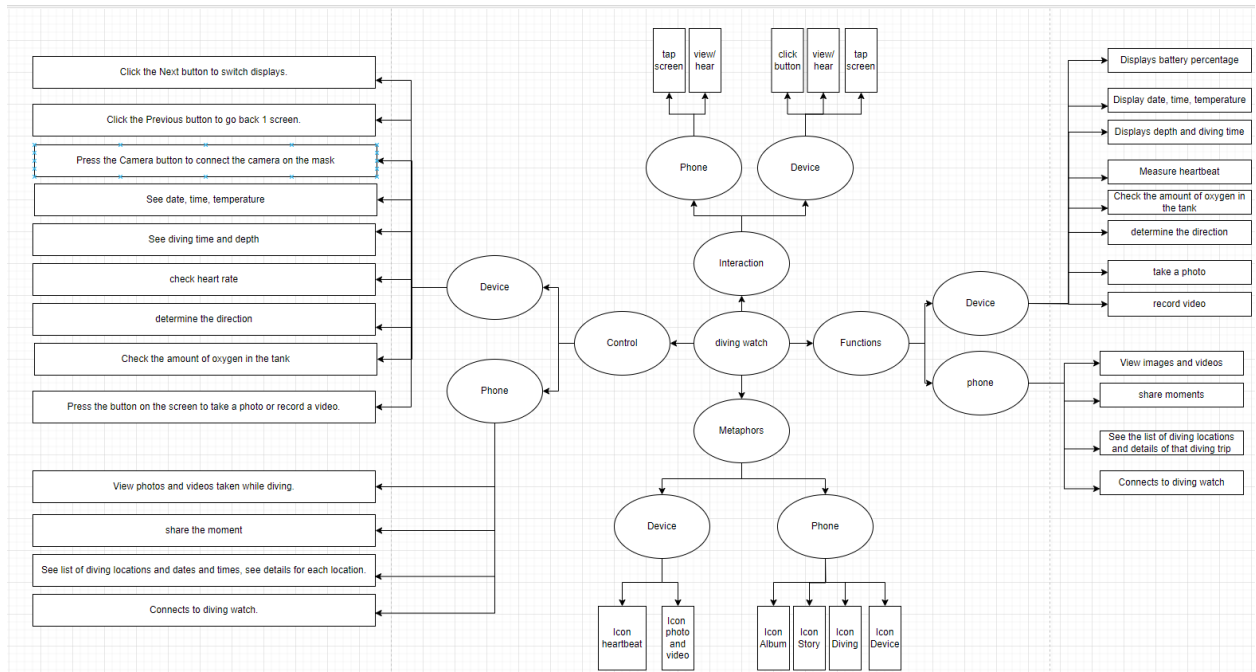 tap
screen
view/
hear
click
button
view/
hear
tap
screen
Click the Next button to switch displays.
Click the Previous button to go back 1 screen.
Press the Camera button to connect the camera on the mask
See date, time, temperature
See diving time and depth
check heart rate
determine the direction
Check the amount of oxygen in the tank
Press the button on the screen to take a photo or record a video.
View photos and videos taken while diving.
share the moment
See list of diving locations and dates and times, see details for each location.
Connects to diving watch.
Device
Phone
Control
Phone
Device
Interaction
diving watch
Metaphors
Device
Phone
Icon
heartbeat
Icon
photo
and
video
Icon
Album
Icon
Story
Icon
Diving
Icon
Device
Functions
Device
phone
Displays battery percentage
Display date, time, temperature
Displays depth and diving time
Measure heartbeat
Check the amount of oxygen in
the tank
determine the direction
take a photo
record video
View images and videos
share moments
See the list of diving locations
and details of that diving trip
Connects to diving watch